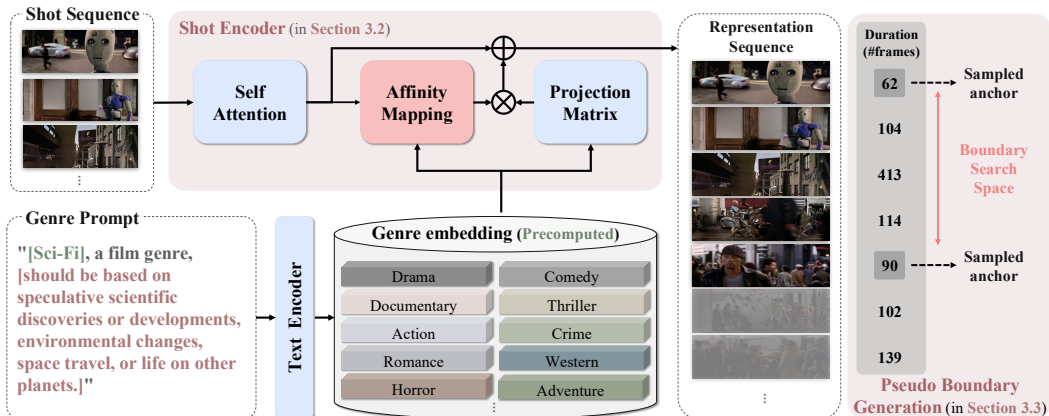 Shot Sequence
⋮
Shot Encoder (in Section 3.2)
Self
Attention
Affinity
Mapping
Projection
Matrix
Genre Prompt
"[Sci-Fi], a film genre,
[should be based on
speculative scientific
discoveries or developments,
environmental changes,
space travel, or life on other
planets.]"
Text Encoder
Genre embedding (Precomputed)
Drama
Comedy
Documentary
Thriller
Action
Crime
Romance
Western
Horror
Adventure
⋮
Representation
Sequence
⋮
Duration
(#frames)
62
104
413
114
90
102
139
Sampled
anchor
Boundary
Search
Space
Sampled
anchor
Pseudo Boundary
Generation (in Section 3.3)